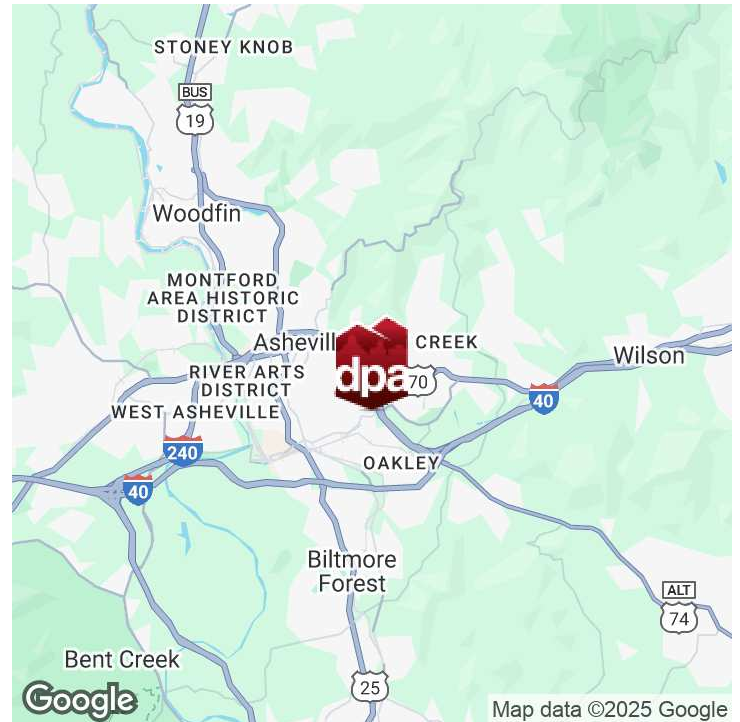 STONEY KNOB
BUS
19
Woodfin
MONTFORD
AREA HISTORIC
DISTRICT
Ashevill
CREEK
dpa
70
Wilson
RIVER ARTS
DISTRICT
WEST ASHEVILLE
40
240
OAKLEY
40
Biltmore
Forest
ALT
74
Bent Creek
25
Google
Map data ©2025 Google